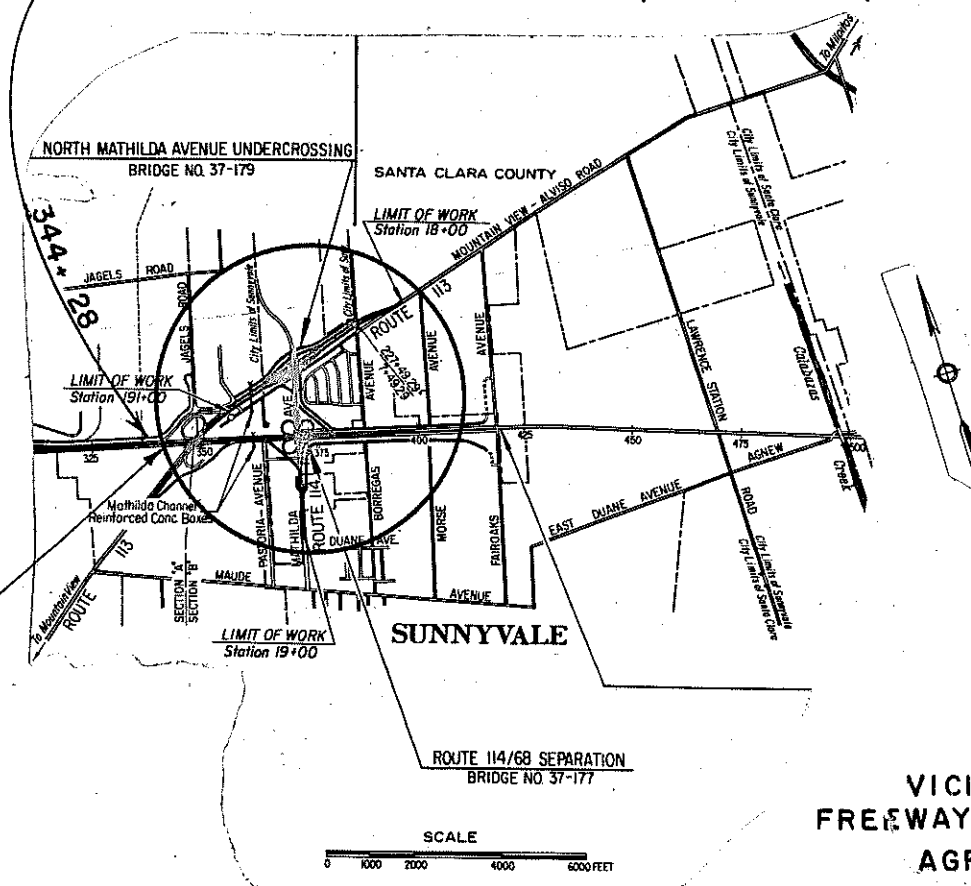 To Milpitas
NORTH MATHILDA AVENUE UNDERCROSSING
BRIDGE NO. 37-179
SANTA CLARA COUNTY
City Limits of Santa Clara
City Limits of Sunnyvale
LIMIT OF WORK
Station 18+00
MOUNTAIN VIEW - ALVISO ROAD
344+28
JAGELS ROAD
JAGELS ROAD
City Limits of Sunnyvale
City Limits of
ROUTE 113
LIMIT OF WORK
Station 191+00
AVENUE
AVENUE
AVENUE
LAWRENCE STATION
Calabazas
AVE
325
350
375
400
425
450
475
500
Creek
AGNEW
Mathilda Channel
Reinforced Conc. Boxes
PASTORIA AVENUE
MATHILDA
ROUTE 114
BORREGAS
MORSE
FAIROAKS
EAST DUANE AVENUE
ROAD
DUANE AVE.
113
ROUTE
To Mountain View
SECTION "A"
SECTION "B"
MAUDE
AVENUE
City Limits of Sunnyvale
City Limits of Santa Clara
LIMIT OF WORK
Station 19+00
SUNNYVALE
ROUTE 114/68 SEPARATION
BRIDGE NO. 37-177
VICI
FREEWAY
AGR
SCALE
0 1000 2000 4000 6000 FEET